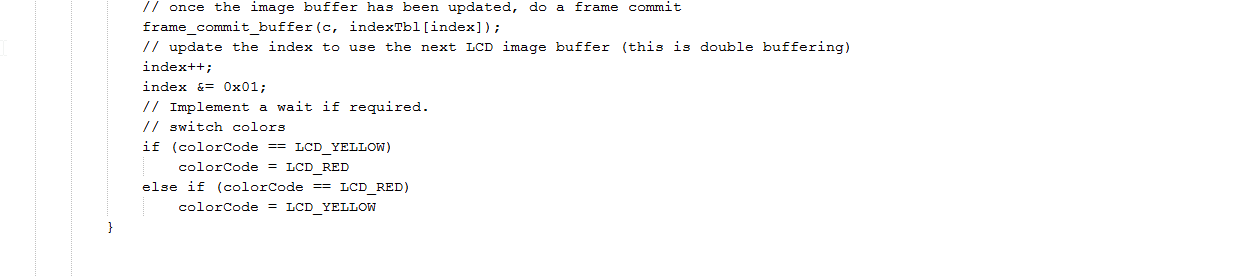 // once the image buffer has been updated, do a frame commit
frame_commit_buffer(c, indexTbl[index]);
// update the index to use the next LCD image buffer (this is double buffering)
index++;
index &= 0x01;
// Implement a wait if required.
// switch colors
if (colorCode == LCD_YELLOW)
    colorCode = LCD_RED
else if (colorCode == LCD_RED)
    colorCode = LCD_YELLOW
}